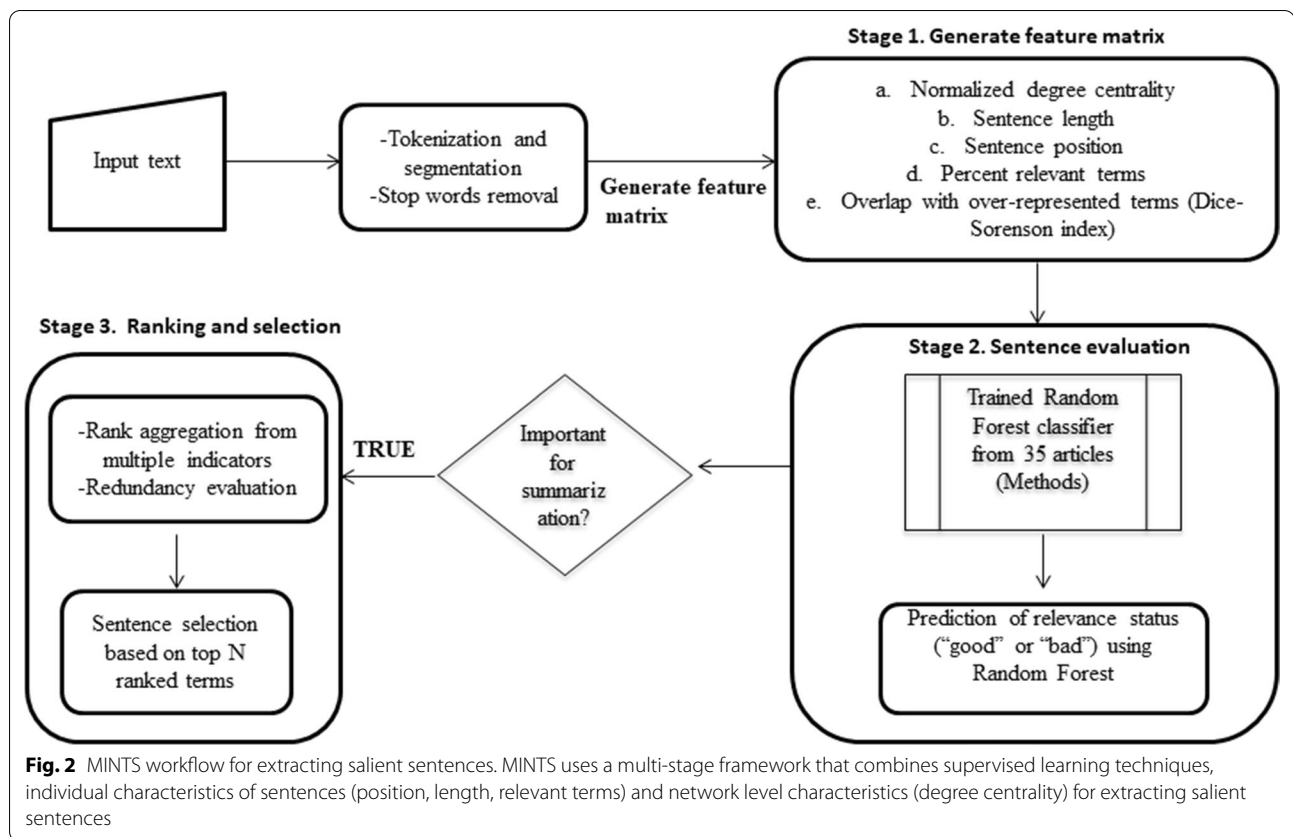 Input text
-Tokenization and
segmentation
-Stop words removal
Generate feature
matrix
Stage 1. Generate feature matrix
a. Normalized degree centrality
b. Sentence length
c. Sentence position
d. Percent relevant terms
e. Overlap with over-represented terms (Dice-
Sorenson index)
Stage 2. Sentence evaluation
Trained Random
Forest classifier
from 35 articles
(Methods)
Prediction of relevance status
(“good” or “bad”) using
Random Forest
Important
for
summariz
ation?
TRUE
Stage 3. Ranking and selection
-Rank aggregation from
multiple indicators
-Redundancy evaluation
Sentence selection
based on top N
ranked terms
Fig. 2 MINTS workflow for extracting salient sentences. MINTS uses a multi-stage framework that combines supervised learning techniques,
individual characteristics of sentences (position, length, relevant terms) and network level characteristics (degree centrality) for extracting salient
sentences